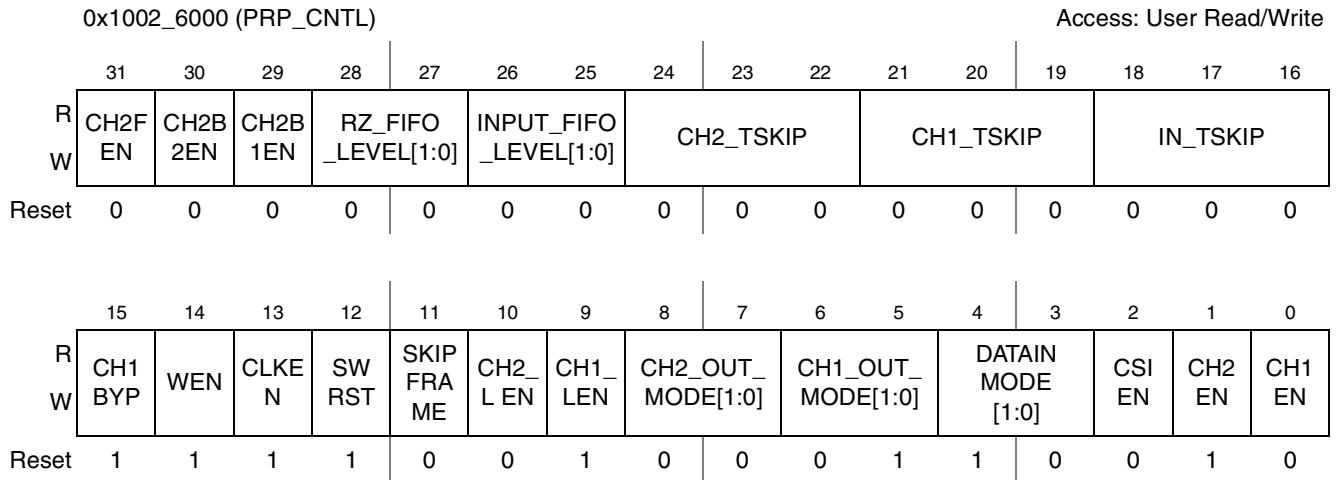 0x1002_6000 (PRP_CNTL) Access: User Read/Write
31 30 29 28 27 26 25 24 23 22 21 20 19 18 17 16
R W CH2F EN CH2B 2EN CH2B 1EN RZ_FIFO _LEVEL[1:0] INPUT_FIFO _LEVEL[1:0] CH2_TSKIP CH1_TSKIP IN_TSKIP
Reset 0 0 0 0 0 0 0 0 0 0 0 0 0 0 0 0
15 14 13 12 11 10 9 8 7 6 5 4 3 2 1 0
R W CH1 BYP WEN CLKE N SW RST SKIP FRA ME CH2_ L EN CH1_ LEN CH2_OUT_ MODE[1:0] CH1_OUT_ MODE[1:0] DATAIN MODE [1:0] CSI EN CH2 EN CH1 EN
Reset 1 1 1 1 0 0 1 0 0 0 1 1 0 0 1 0